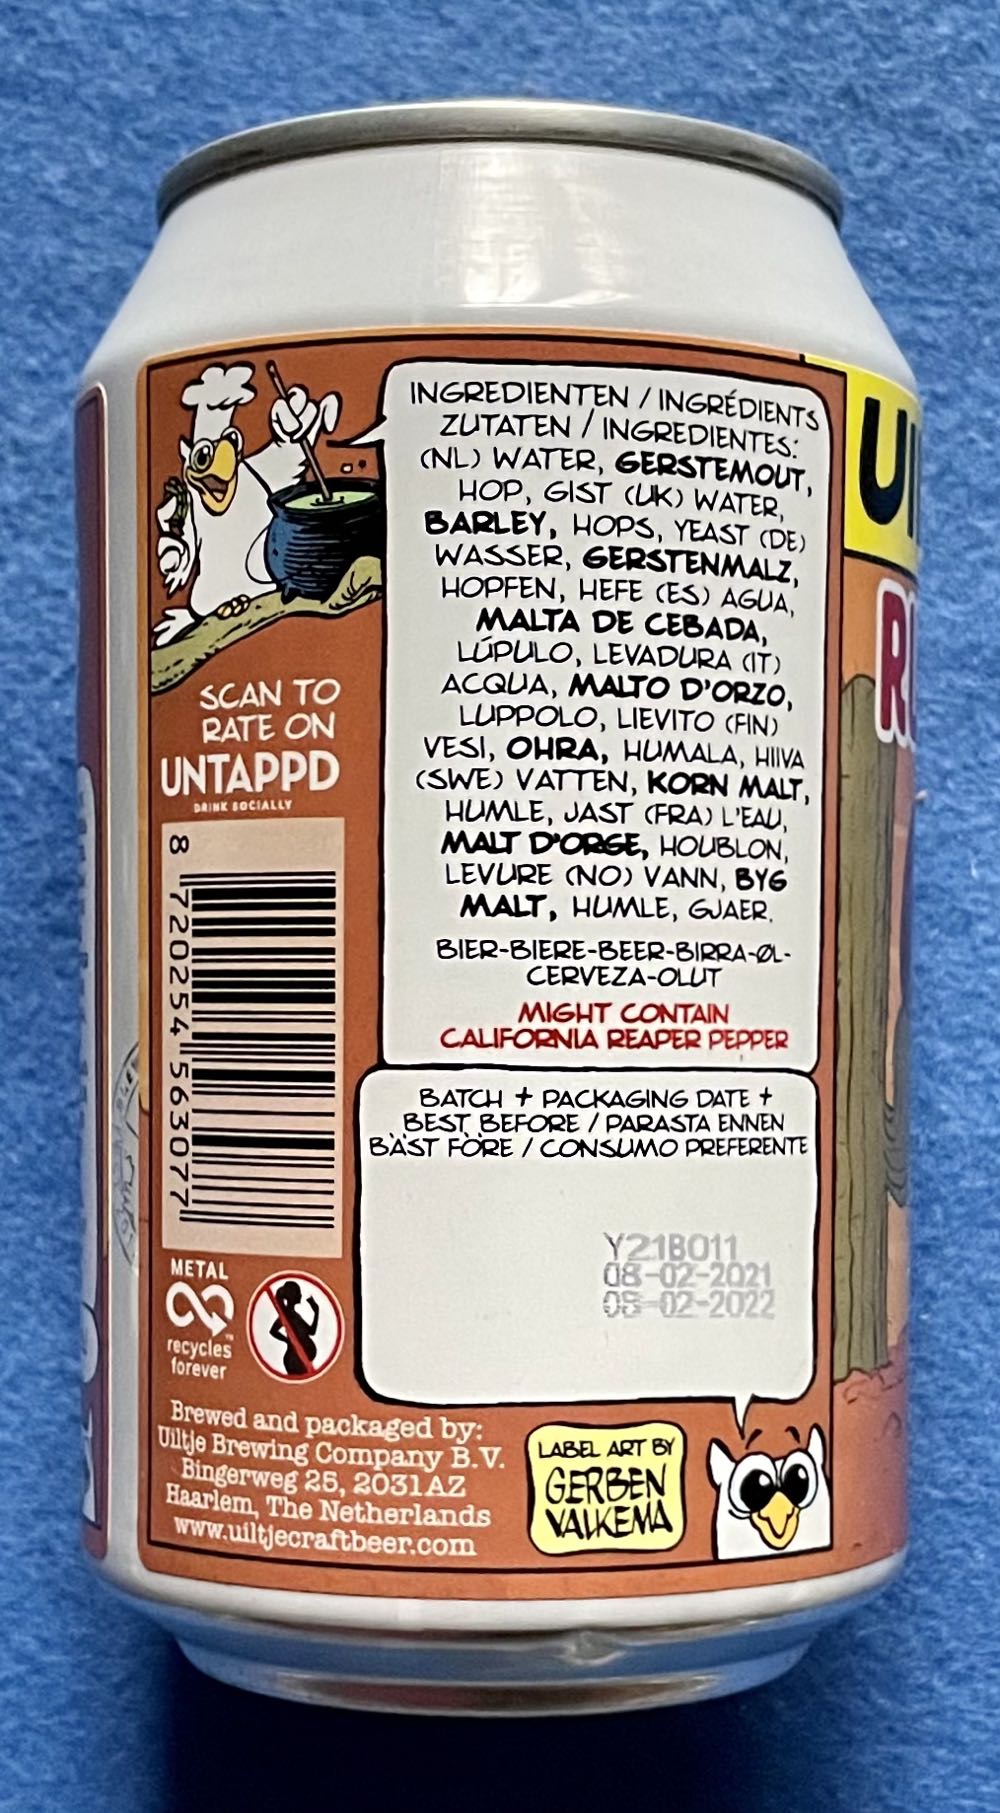 INGREDIENTEN / INGRÉDIENTS
ZUTATEN / INGREDIENTES:
(NL) WATER, GERSTEMOUT,
HOP, GIST (UK) WATER,
BARLEY, HOPS, YEAST (DE)
WASSER, GERSTENMALZ,
HOPFEN, HEFE (ES) AGUA,
MALTA DE CEBADA,
LÚPULO, LEVADURA (IT)
ACQUA, MALTO D'ORZO,
LUPPOLO, LIEVITO (FIN)
VESI, OHRA, HUMALA, HIIVA
(SWE) VATTEN, KORN MALT,
HUMLE, JAST (FRA) L'EAU,
MALT D'ORGE, HOUBLON,
LEVURE (NO) VANN, BYG
MALT, HUMLE, GJAER.
BIER-BIERE-BEER-BIRRA-ØL-
CERVEZA-OLUT
MIGHT CONTAIN
CALIFORNIA REAPER PEPPER
SCAN TO
RATE ON
UNTAPPD
DRINK SOCIALLY
8 720254 563077
BATCH + PACKAGING DATE +
BEST BEFORE / PARASTA ENNEN
BÄST FÖRE / CONSUMO PREFERENTE
Y21B011
08-02-2021
08-02-2022
METAL
recycles™
forever
Brewed and packaged by:
Uiltje Brewing Company B.V.
Bingerweg 25, 2031AZ
Haarlem, The Netherlands
www.uiltjecraftbeer.com
LABEL ART BY
GERBEN
VALKEMA